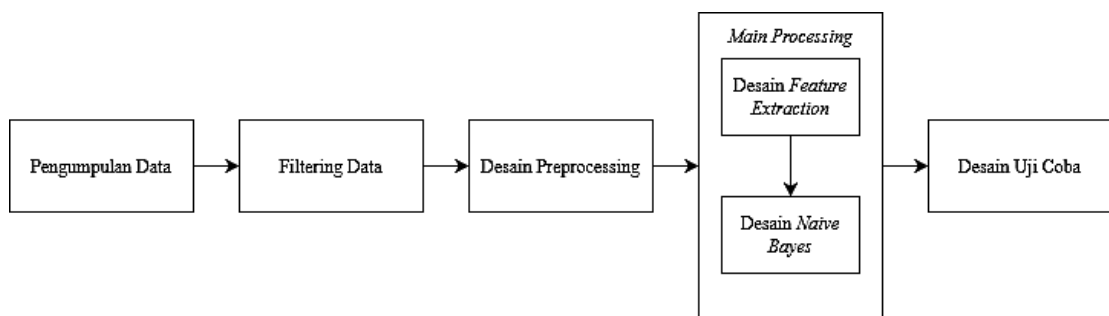 Pengumpulan Data
Filtering Data
Desain Preprocessing
Main Processing
Desain Feature
Extraction
Desain Naive
Bayes
Desain Uji Coba